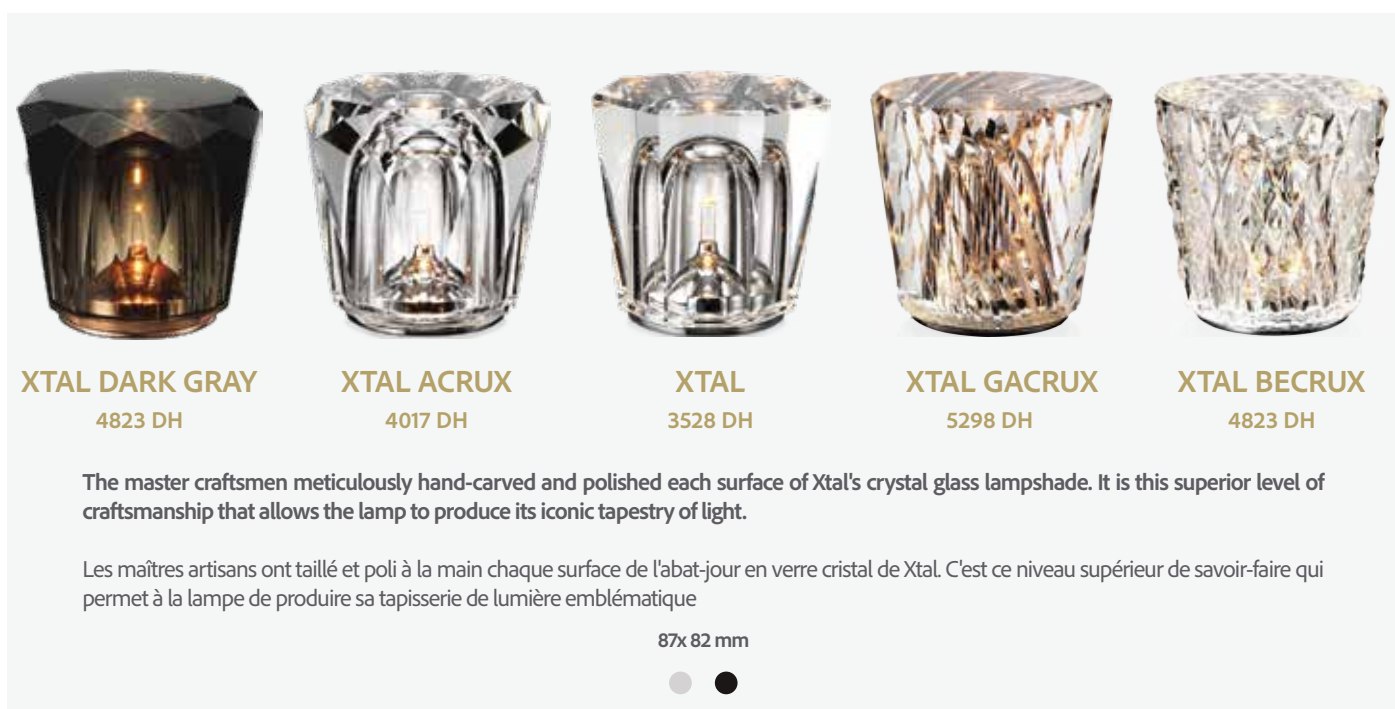 XTAL DARK GRAY
4823 DH
XTAL ACRUX
4017 DH
XTAL
3528 DH
XTAL GACRUX
5298 DH
XTAL BECRUX
4823 DH
The master craftsmen meticulously hand-carved and polished each surface of Xtal's crystal glass lampshade. It is this superior level of
craftsmanship that allows the lamp to produce its iconic tapestry of light.
Les maîtres artisans ont taillé et poli à la main chaque surface de l'abat-jour en verre cristal de Xtal. C'est ce niveau supérieur de savoir-faire qui
permet à la lampe de produire sa tapisserie de lumière emblématique
87x 82 mm